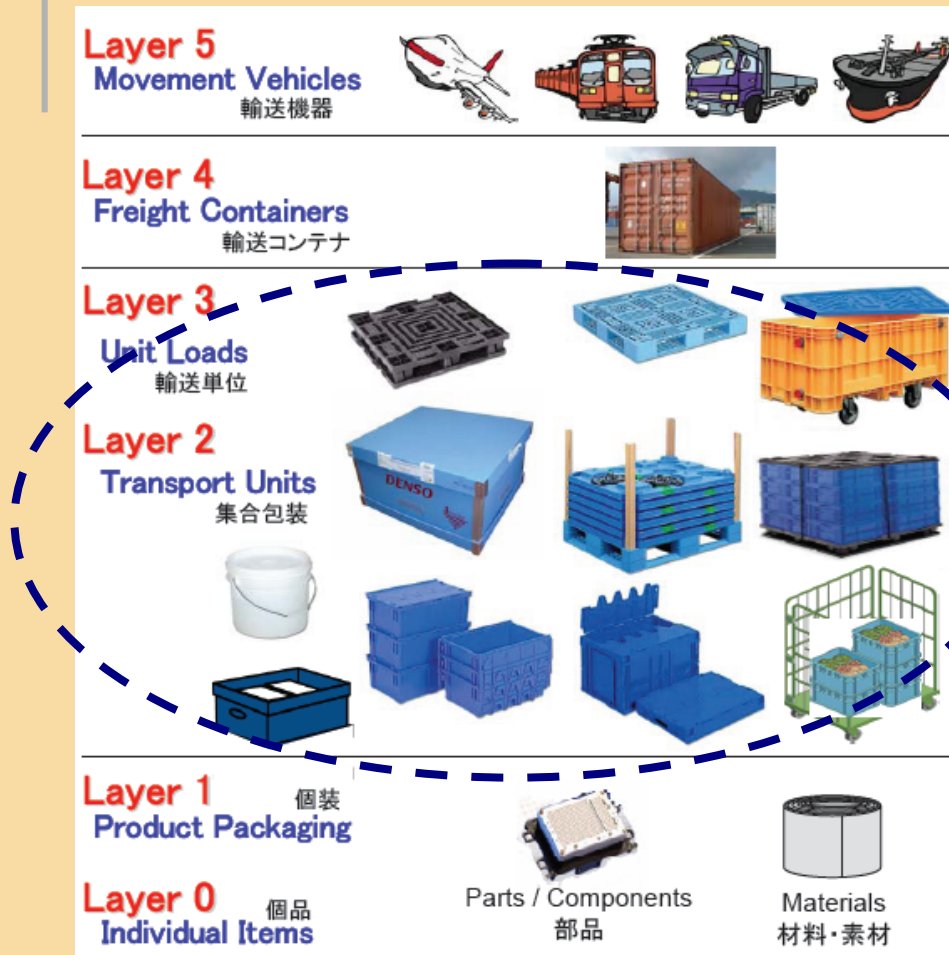 Layer 5
Movement Vehicles
輸送機器
Layer 4
Freight Containers
輸送コンテナ
Layer 3
Unit Loads
輸送単位
Layer 2
Transport Units
集合包装
DENSO
Layer 1 個装
Product Packaging
Layer 0 個品
Individual Items
Parts / Components
部品
Materials
材料・素材